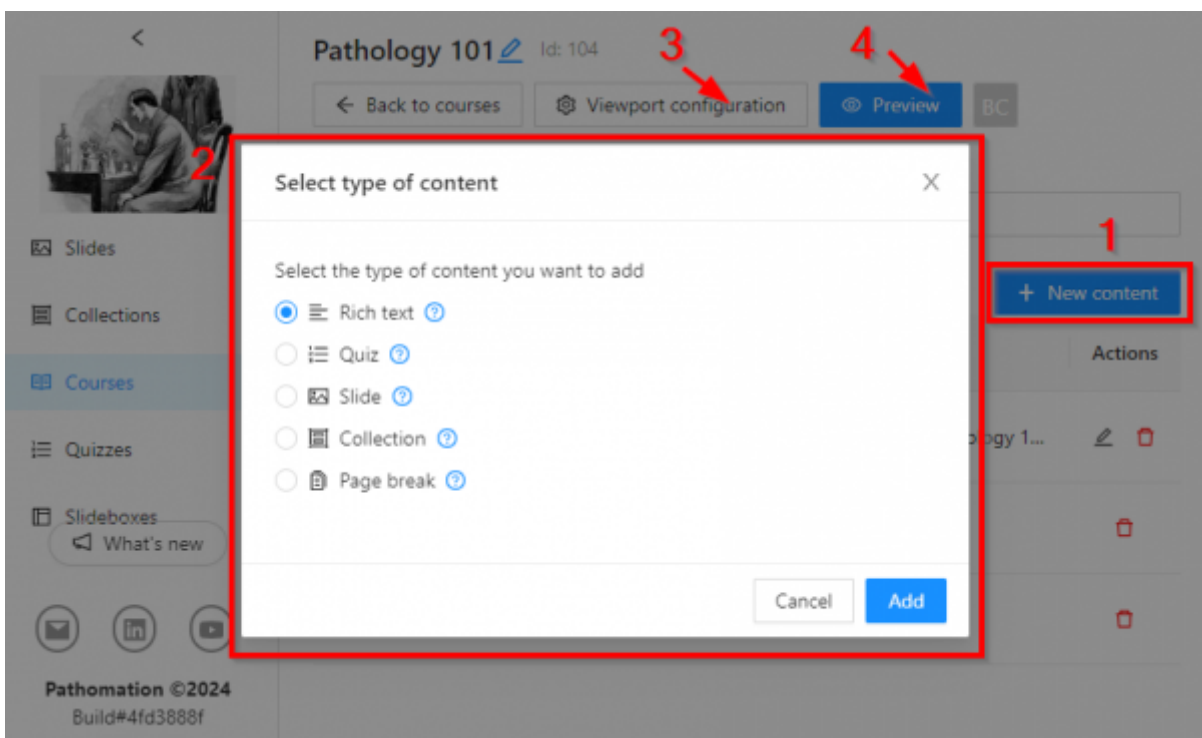 Pathology 101 Id: 104
3
4
Back to courses
Viewport configuration
Preview
BC
2
Select type of content
1
Slides
Select the type of content you want to add
+ New content
Rich text
Collections
Quiz
Actions
Courses
Slide
Collection
ology 1...
Quizzes
Page break
Slideboxes
What's new
Cancel
Add
Pathomation ©2024
Build#4fd3888f